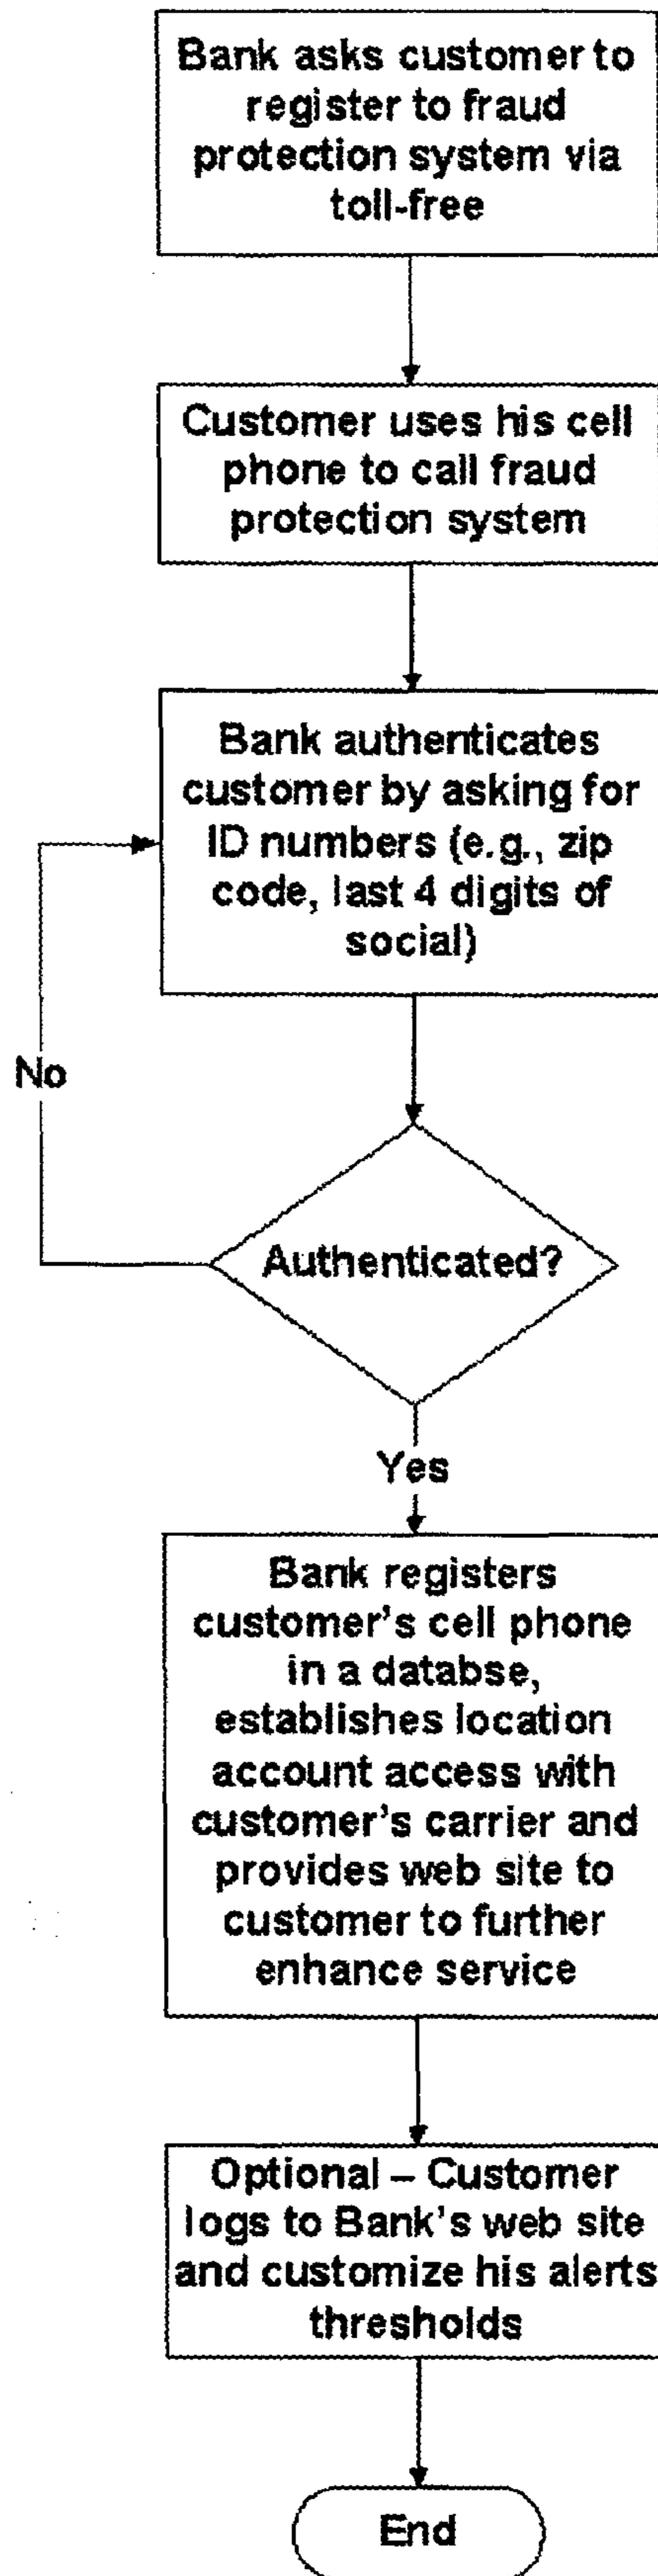 Bank asks customer to
register to fraud
protection system via
toll-free
Customer uses his cell
phone to call fraud
protection system
Bank authenticates
customer by asking for
ID numbers (e.g., zip
code, last 4 digits of
social)
No
Authenticated?
Yes
Bank registers
customer's cell phone
in a databse,
establishes location
account access with
customer's carrier and
provides web site to
customer to further
enhance service
Optional – Customer
logs to Bank's web site
and customize his alerts
thresholds
End